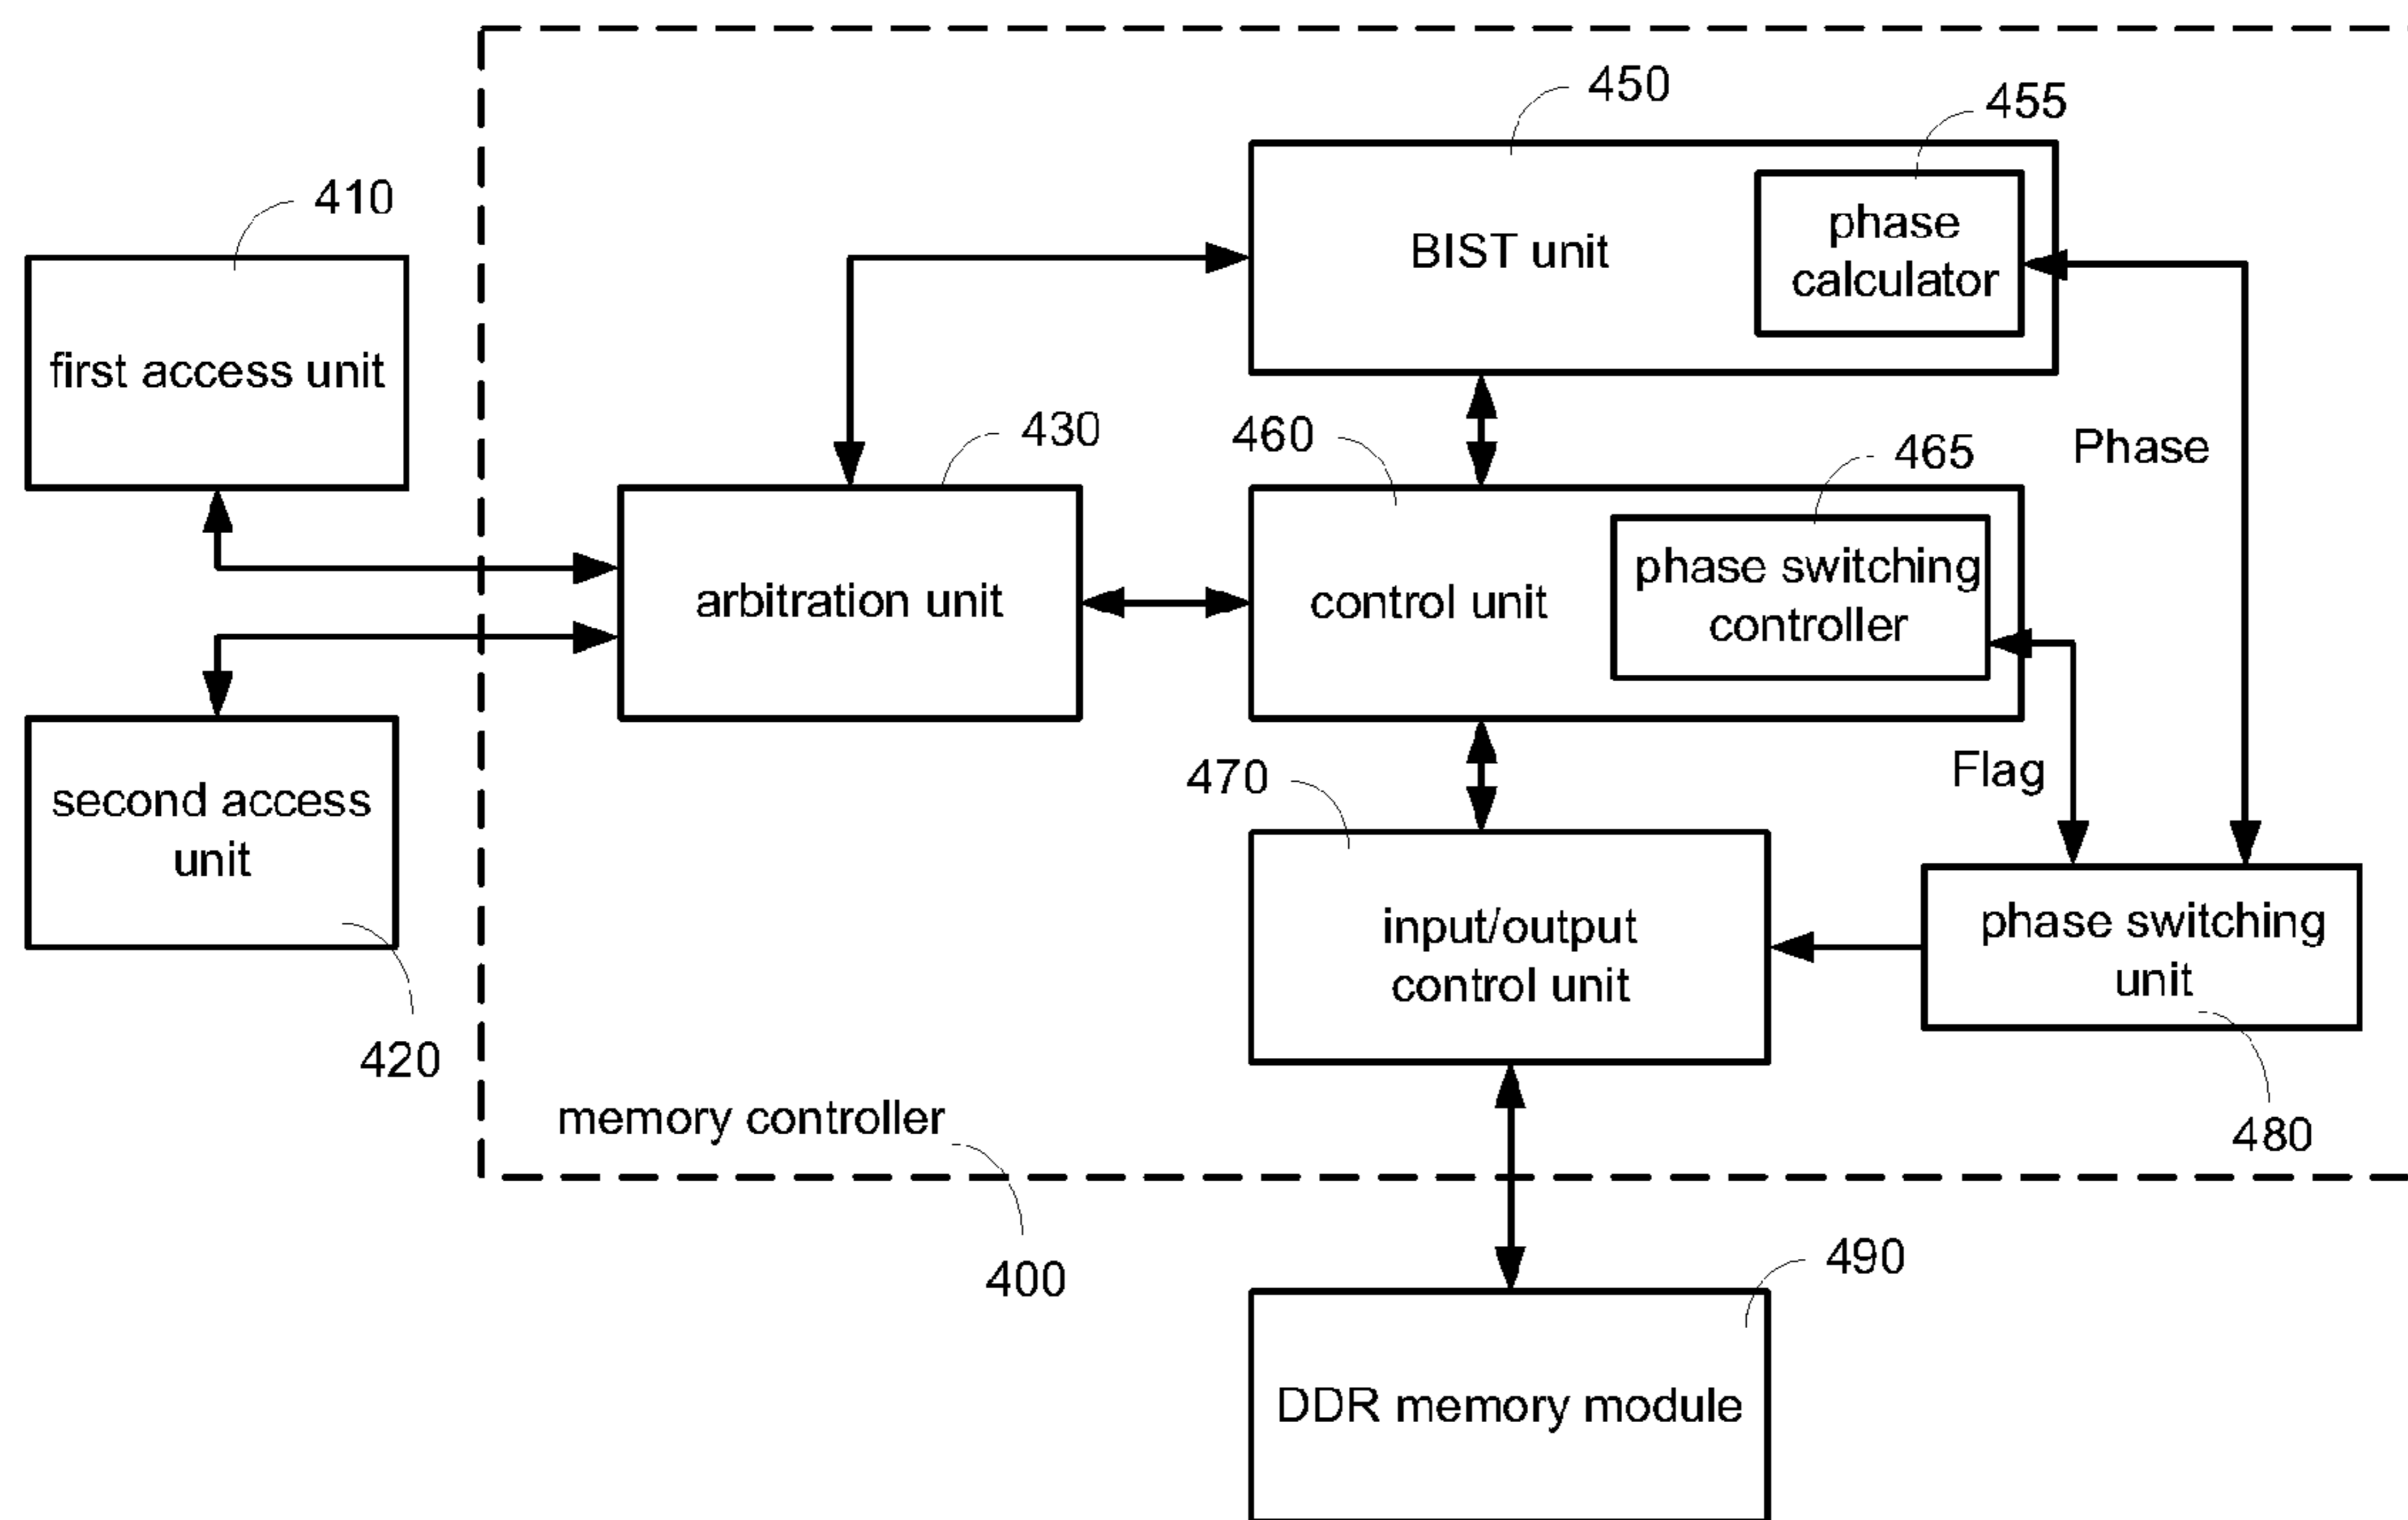 450
455
410
BIST unit
phase
calculator
first access unit
430
460
465
Phase
arbitration unit
control unit
phase switching
controller
470
Flag
second access
unit
input/output
control unit
phase switching
unit
420
memory controller
480
400
490
DDR memory module